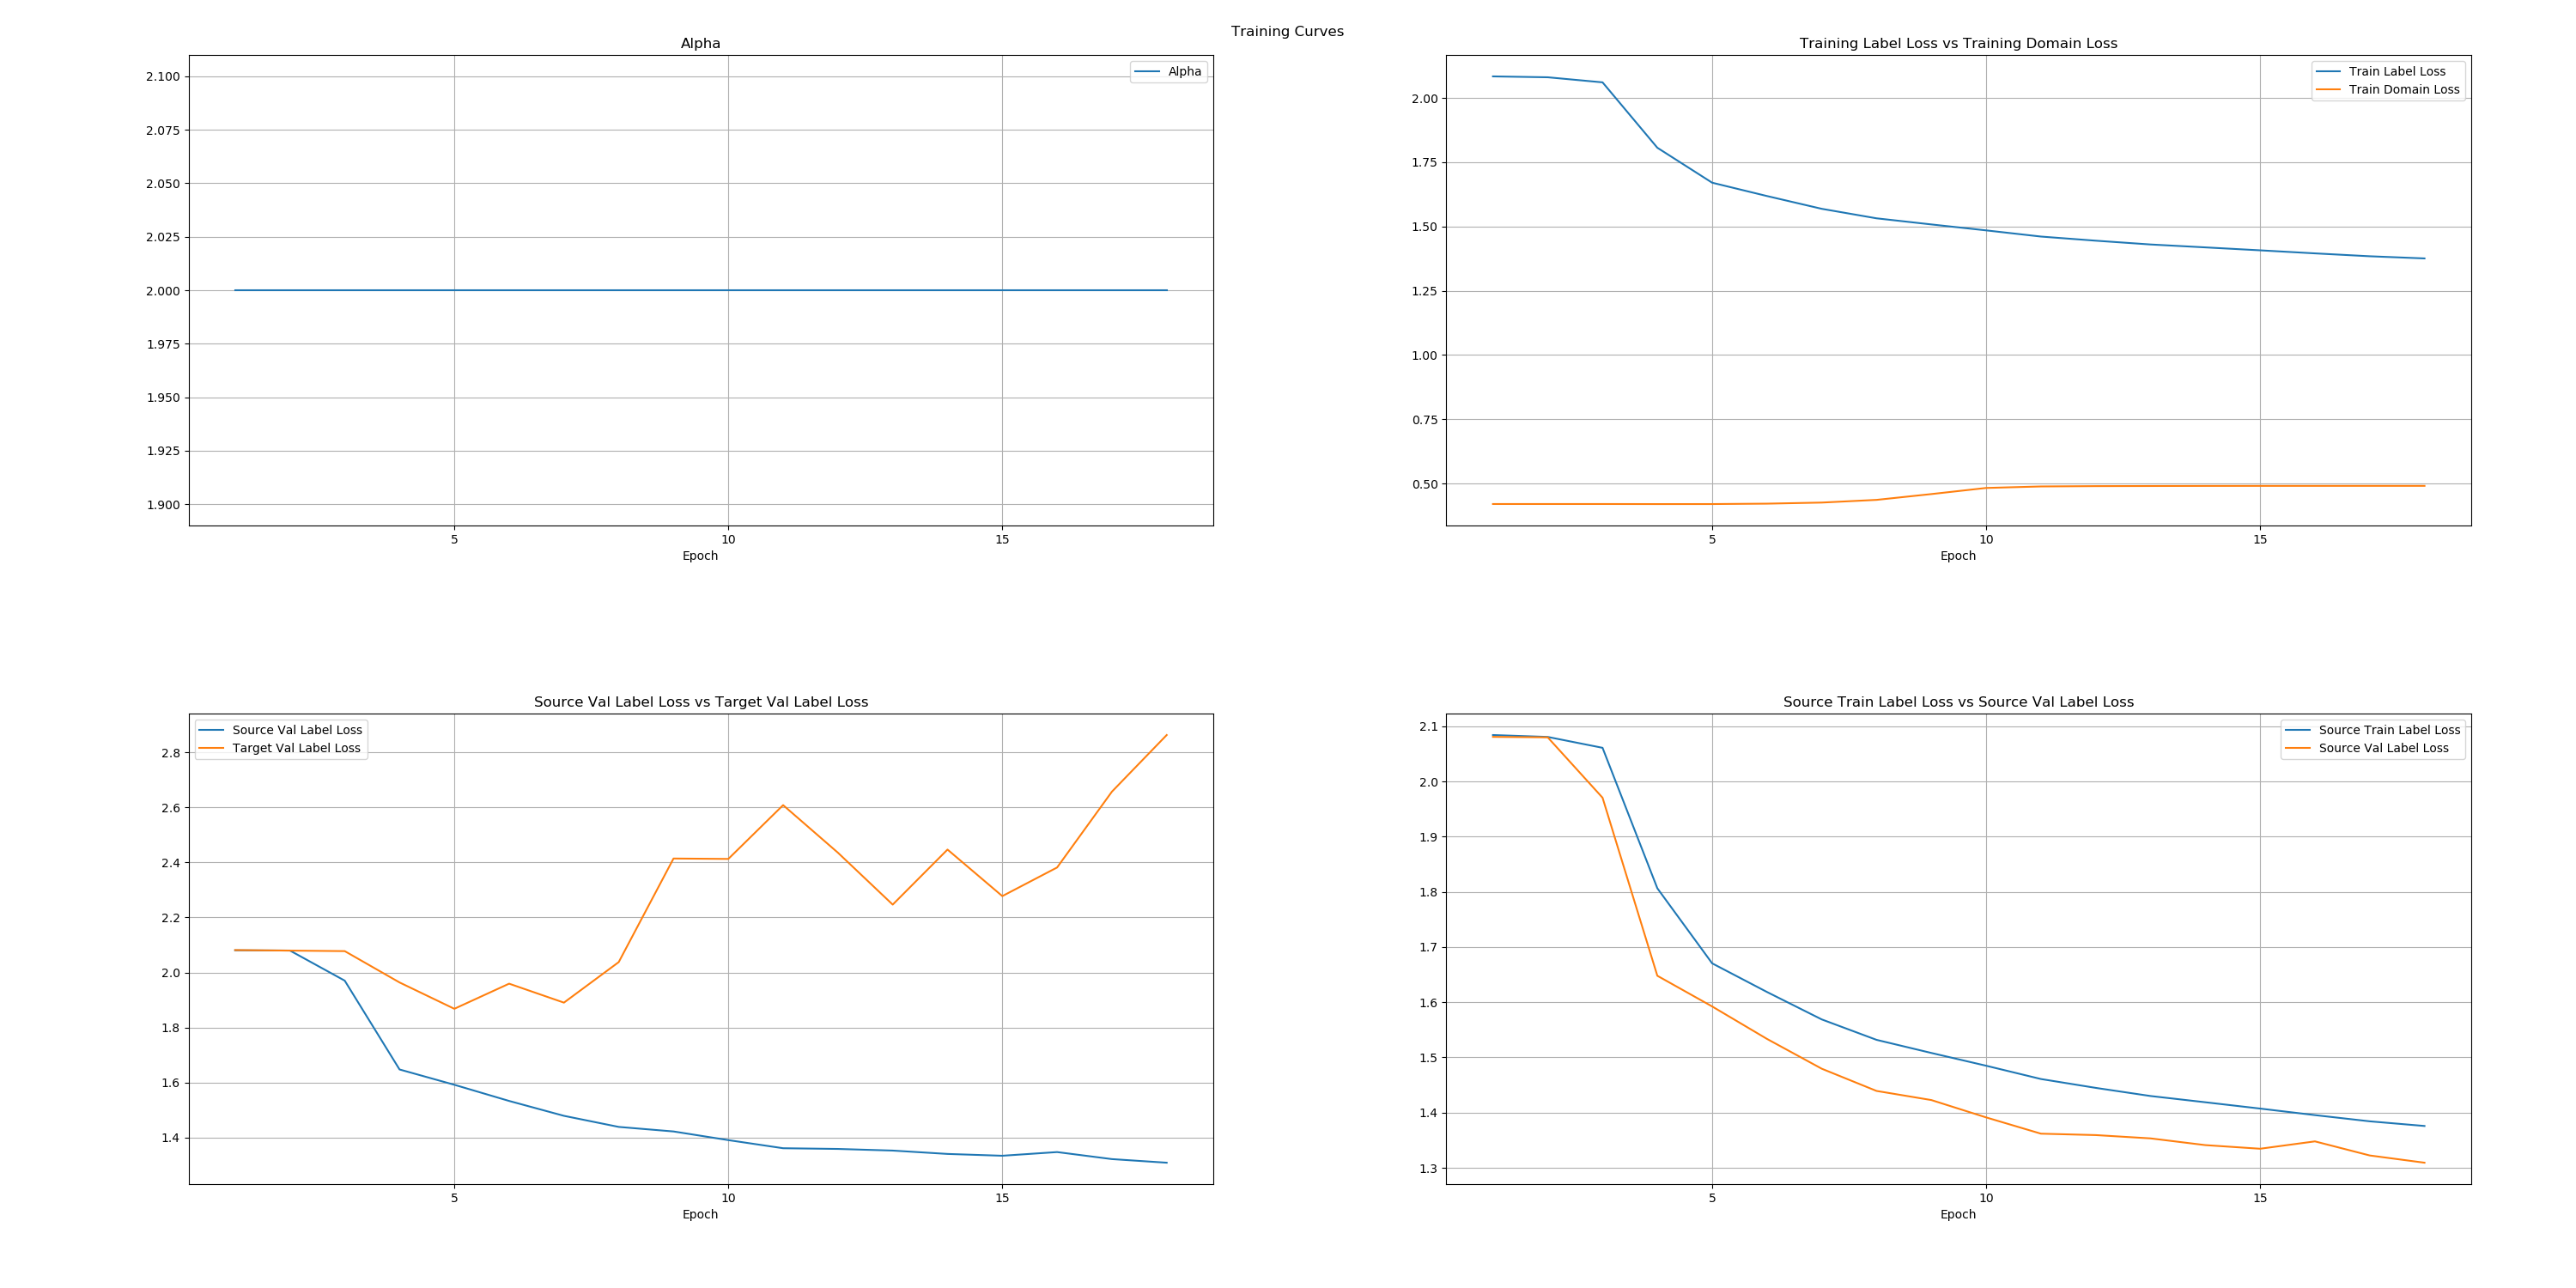 Training Curves
Alpha
Alpha
2.100
2.075
2.050
2.025
2.000
1.975
1.950
1.925
1.900
5
10
15
Epoch
Training Label Loss vs Training Domain Loss
Train Label Loss
Train Domain Loss
2.00
1.75
1.50
1.25
1.00
0.75
0.50
5
10
15
Epoch
Source Val Label Loss vs Target Val Label Loss
Source Val Label Loss
Target Val Label Loss
2.8
2.6
2.4
2.2
2.0
1.8
1.6
1.4
5
10
15
Epoch
Source Train Label Loss vs Source Val Label Loss
Source Train Label Loss
Source Val Label Loss
2.1
2.0
1.9
1.8
1.7
1.6
1.5
1.4
1.3
5
10
15
Epoch